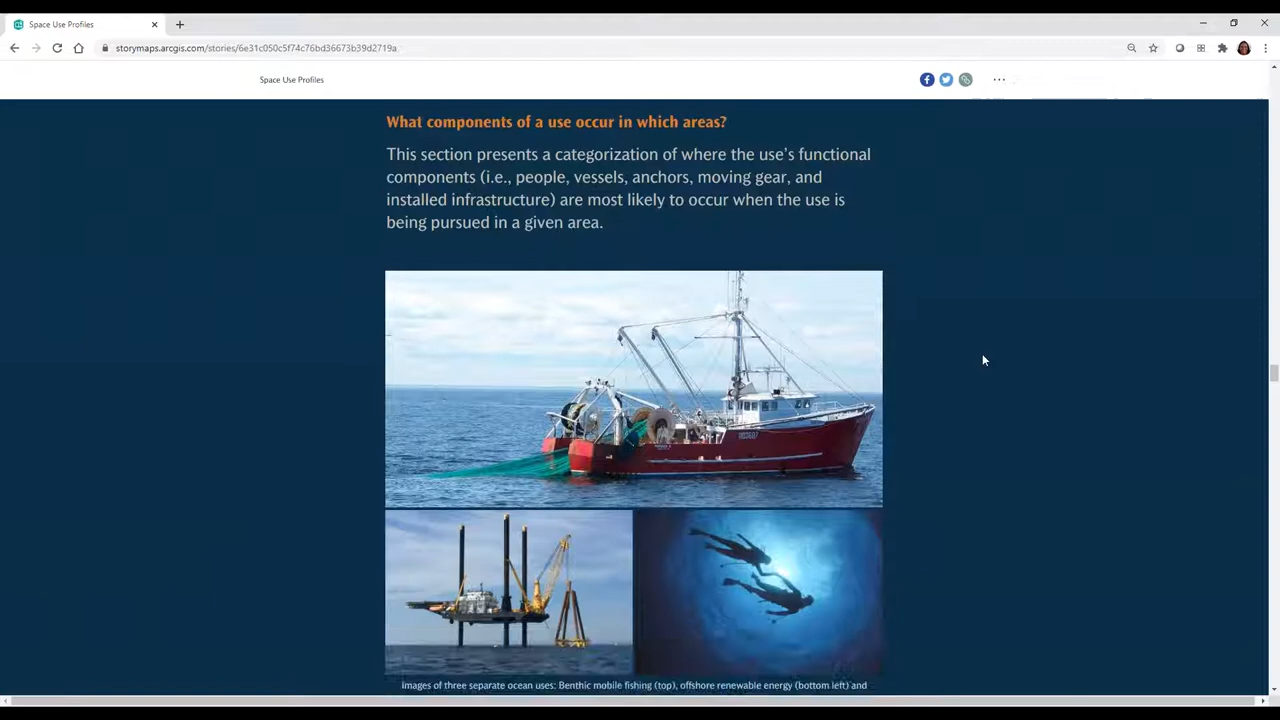 Space Use Profiles
storymaps.arcgis.com/stories/6e31c050c5f74c76bd36673b39d2719a
Space Use Profiles
What components of a use occur in which areas?
This section presents a categorization of where the use's functional
components (i.e., people, vessels, anchors, moving gear, and
installed infrastructure) are most likely to occur when the use is
being pursued in a given area.
Images of three separate ocean uses: Benthic mobile fishing (top), offshore renewable energy (bottom left) and